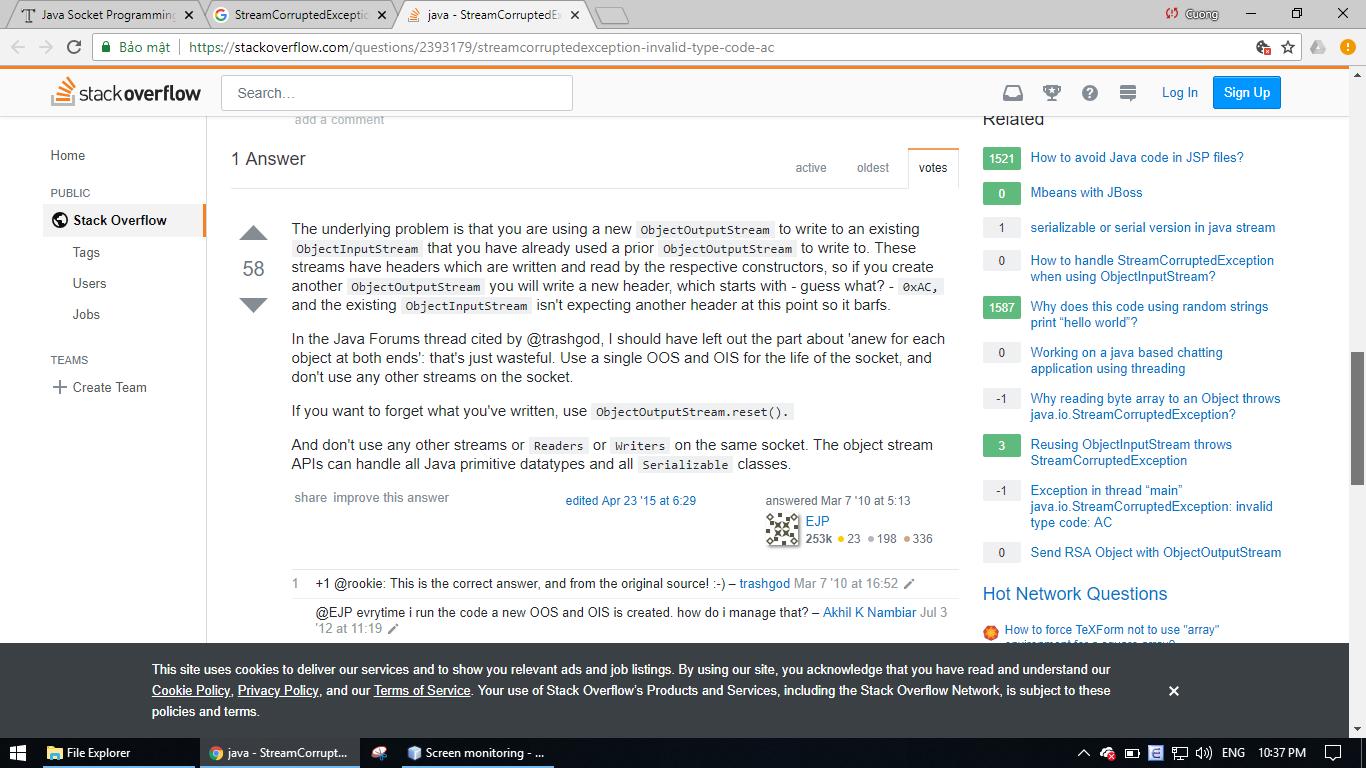 Java Socket Programming
StreamCorruptedExceptio
java - StreamCorruptedEx
Cuong
Bảo mật
https://stackoverflow.com/questions/2393179/streamcorruptedexception-invalid-type-code-ac
stackoverflow
Search...
Log In
Sign Up
Home
PUBLIC
Stack Overflow
Tags
Users
Jobs
TEAMS
Create Team
add a comment
1 Answer
active
oldest
votes
58
The underlying problem is that you are using a new ObjectOutputStream to write to an existing
ObjectInputStream that you have already used a prior ObjectOutputStream to write to. These
streams have headers which are written and read by the respective constructors, so if you create
another ObjectOutputStream you will write a new header, which starts with - guess what? - 0xAC,
and the existing ObjectInputStream isn't expecting another header at this point so it barfs.
In the Java Forums thread cited by @trashgod, I should have left out the part about 'anew for each
object at both ends': that's just wasteful. Use a single OOS and OIS for the life of the socket, and
don't use any other streams on the socket.
If you want to forget what you've written, use ObjectOutputStream.reset().
And don't use any other streams or Readers or Writers on the same socket. The object stream
APIs can handle all Java primitive datatypes and all Serializable classes.
share improve this answer
edited Apr 23 '15 at 6:29
answered Mar 7 '10 at 5:13
EJP
253k 23 198 336
1 +1 @rookie: This is the correct answer, and from the original source! :-) – trashgod Mar 7 '10 at 16:52
@EJP evrytime i run the code a new OOS and OIS is created. how do i manage that? – Akhil K Nambiar Jul 3
'12 at 11:19
Related
1521 How to avoid Java code in JSP files?
0 Mbeans with JBoss
1 serializable or serial version in java stream
0 How to handle StreamCorruptedException
when using ObjectInputStream?
1587 Why does this code using random strings
print “hello world”?
0 Working on a java based chatting
application using threading
-1 Why reading byte array to an Object throws
java.io.StreamCorruptedException?
3 Reusing ObjectInputStream throws
StreamCorruptedException
-1 Exception in thread “main”
java.io.StreamCorruptedException: invalid
type code: AC
0 Send RSA Object with ObjectOutputStream
Hot Network Questions
How to force TeXForm not to use "array"
environment for a square array?
This site uses cookies to deliver our services and to show you relevant ads and job listings. By using our site, you acknowledge that you have read and understand our
Cookie Policy, Privacy Policy, and our Terms of Service. Your use of Stack Overflow’s Products and Services, including the Stack Overflow Network, is subject to these
policies and terms.
File Explorer
java - StreamCorrupt...
Screen monitoring - ...
ENG
10:37 PM